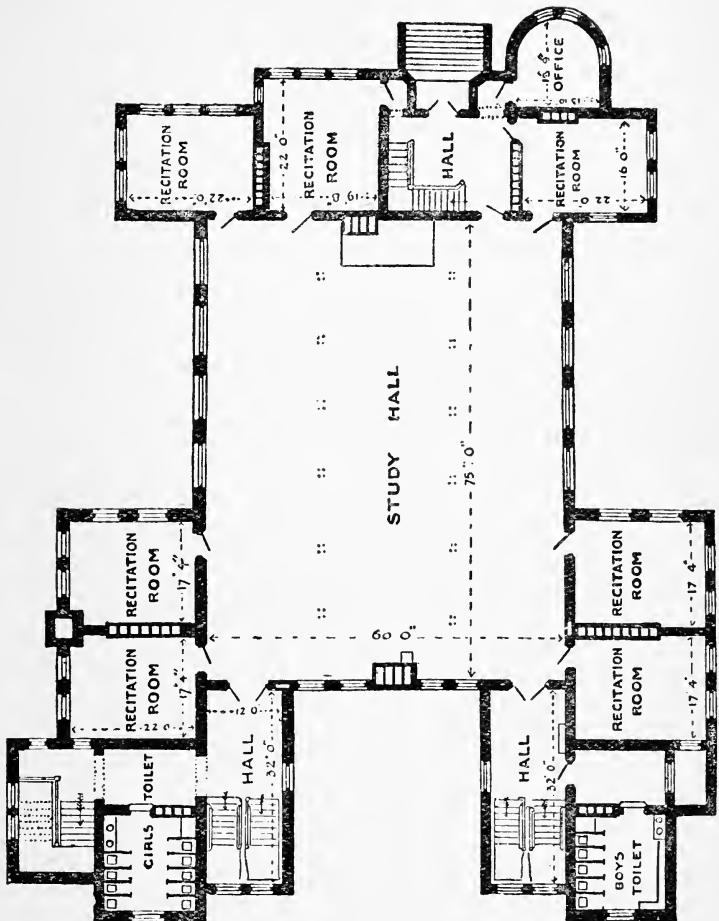 16' 8"
OFFICE
RECITATION
ROOM
22' 0"
22' 0"
RECITATION
ROOM
19' 0"
HALL
RECITATION
ROOM
16' 0"
22 0"
STUDY HALL
75' 0"
60' 0"
RECITATION
ROOM
17' 4"
RECITATION
ROOM
17' 4"
RECITATION
ROOM
17' 4"
22 0"
RECITATION
ROOM
17' 4"
12 0"
HALL
32' 0"
HALL
32' 0"
TOILET
GIRLS
BOYS
TOILET